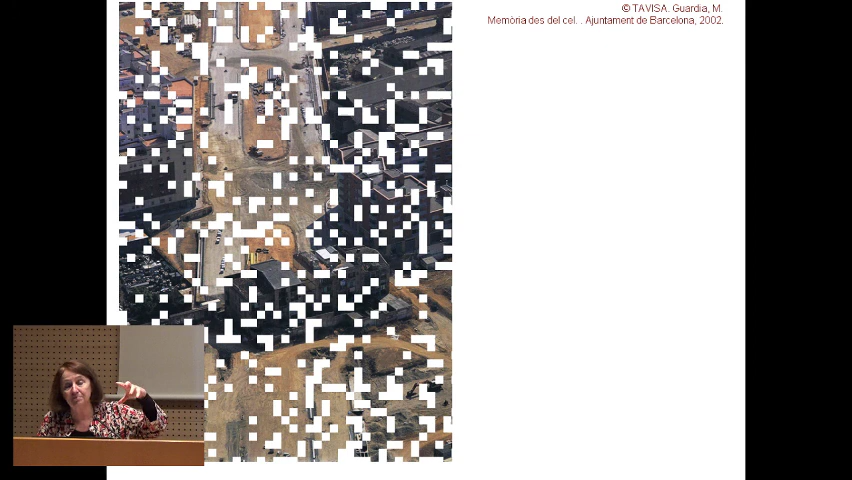 © TAVISA. Guardia, M.
Memòria des del cel. . Ajuntament de Barcelona, 2002.